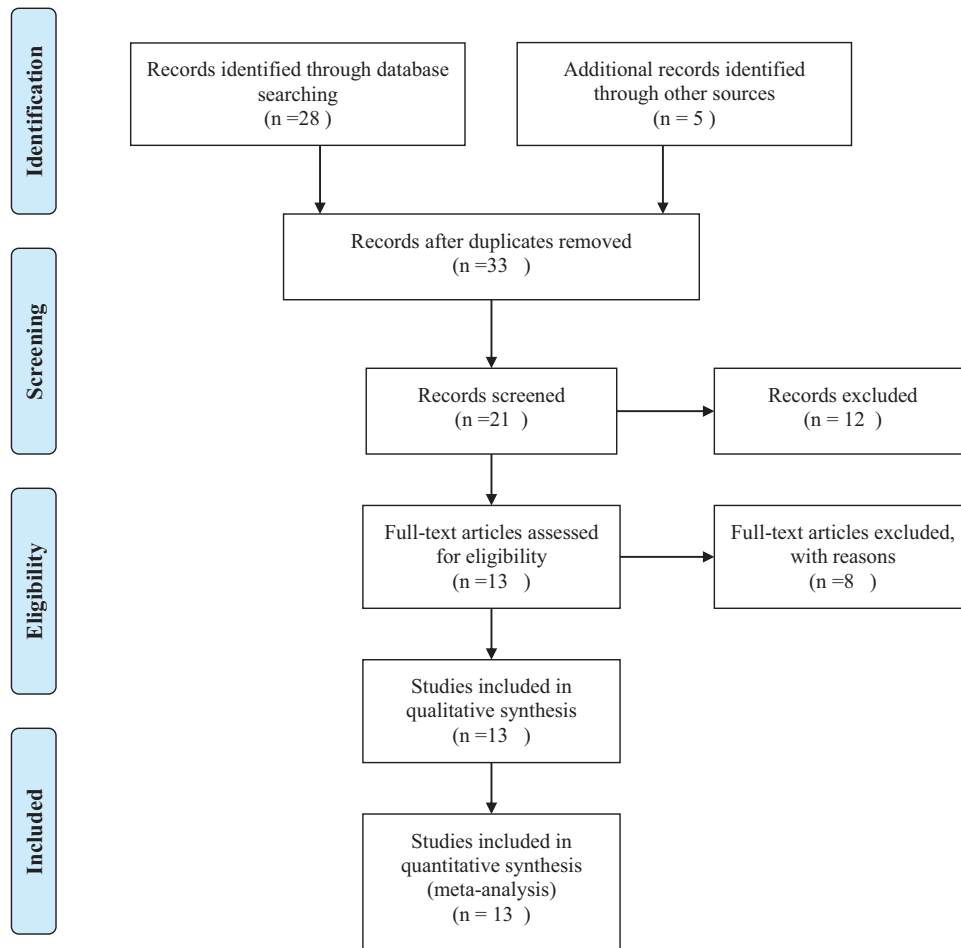 Identification
Records identified through database
searching
(n =28 )
Additional records identified
through other sources
(n = 5 )
Records after duplicates removed
(n =33 )
Screening
Records screened
(n =21 )
Records excluded
(n = 12 )
Eligibility
Full-text articles assessed
for eligibility
(n =13 )
Full-text articles excluded,
with reasons
(n =8 )
Studies included in
qualitative synthesis
(n =13 )
Included
Studies included in
quantitative synthesis
(meta-analysis)
(n = 13 )